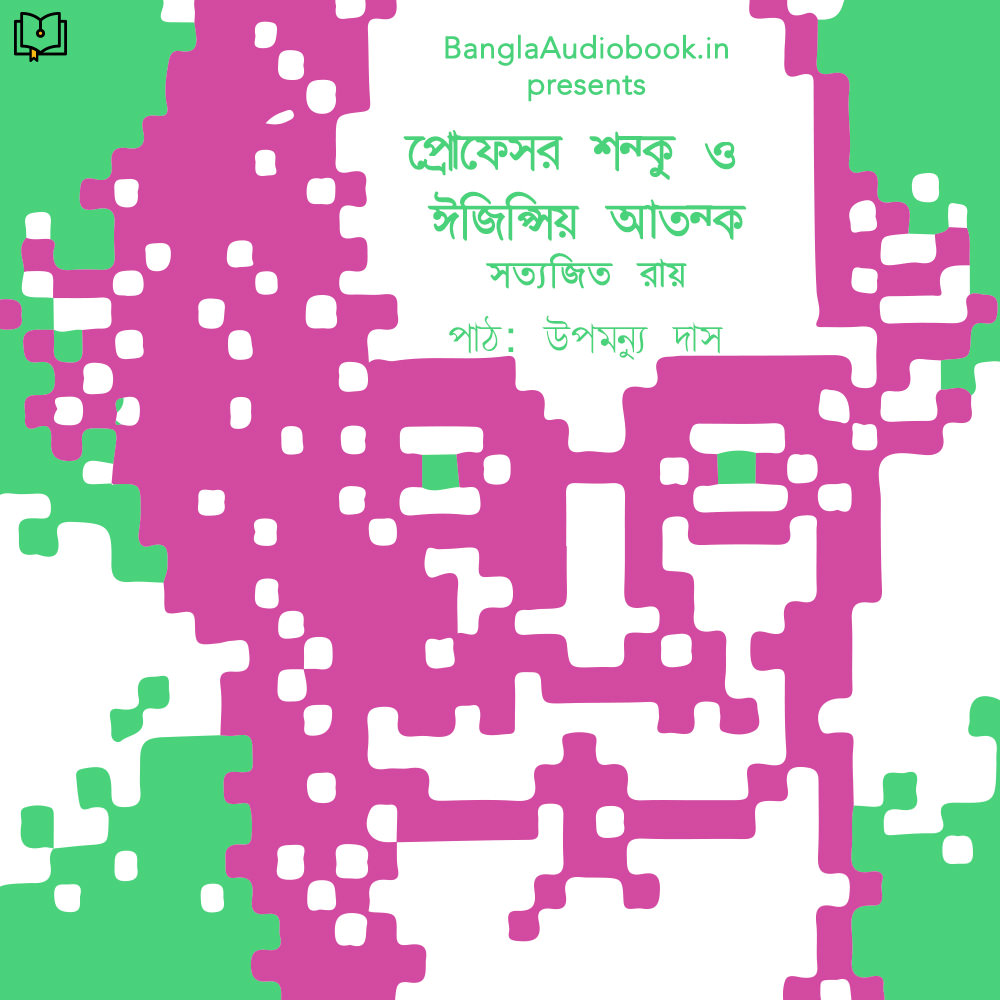 BanglaAudiobook.in
presents
প্রোফেসর শনকু ও
ঈজিপ্সিয় আতনক
সত্যজিত রায়
পাঠ: উপমন্যু দাস